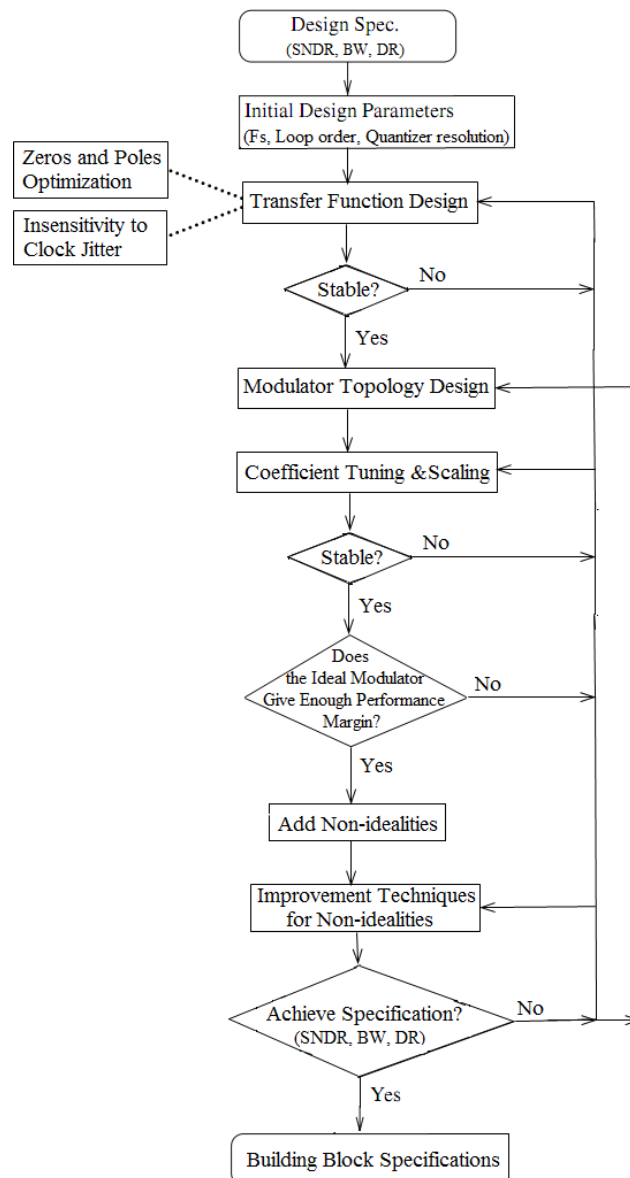 Design Spec.
(SNDR, BW, DR)
Initial Design Parameters
(Fs, Loop order, Quantizer resolution)
Zeros and Poles
Optimization
Transfer Function Design
Insensitivity to
Clock Jitter
Stable?
No
Yes
Modulator Topology Design
Coefficient Tuning &Scaling
Stable?
No
Yes
Does
the Ideal Modulator
Give Enough Performance
Margin?
No
Yes
Add Non-idealities
Improvement Techniques
for Non-idealities
Achieve Specification?
(SNDR, BW, DR)
No
Yes
Building Block Specifications